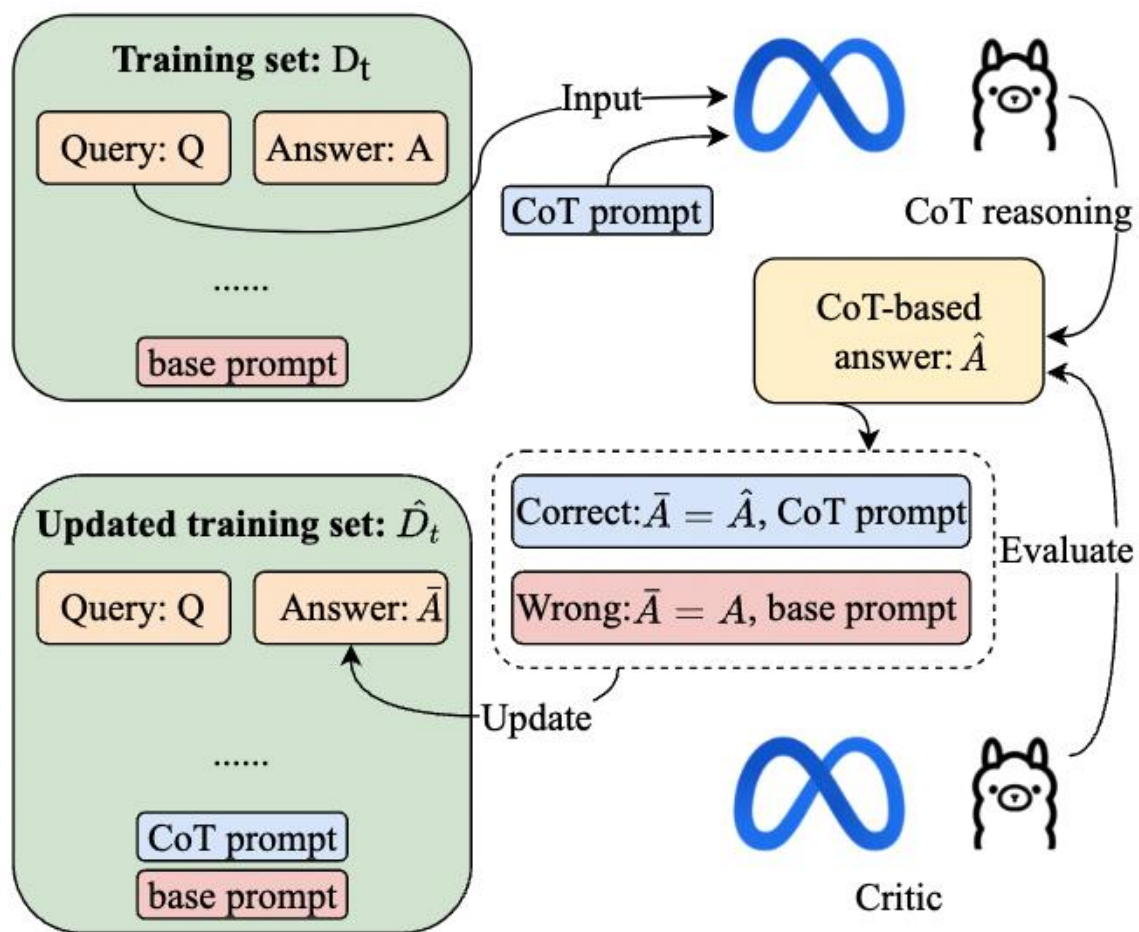 Training set: Dₜ
Query: Q
Answer: A
......
base prompt
Input
CoT prompt
CoT reasoning
CoT-based
answer: Â
Correct: Ā = Â, CoT prompt
Wrong: Ā = A, base prompt
Evaluate
Update
Updated training set: D̂ₜ
Query: Q
Answer: Ā
......
CoT prompt
base prompt
Critic